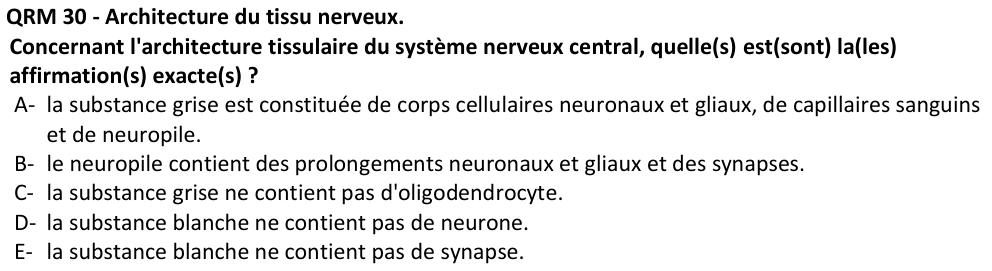 QRM 30 - Architecture du tissu nerveux.
Concernant l'architecture tissulaire du système nerveux central, quelle(s) est(sont) la(les)
affirmation(s) exacte(s) ?
A- la substance grise est constituée de corps cellulaires neuronaux et gliaux, de capillaires sanguins
et de neuropile.
B- le neuropile contient des prolongements neuronaux et gliaux et des synapses.
C- la substance grise ne contient pas d'oligodendrocyte.
D- la substance blanche ne contient pas de neurone.
E- la substance blanche ne contient pas de synapse.